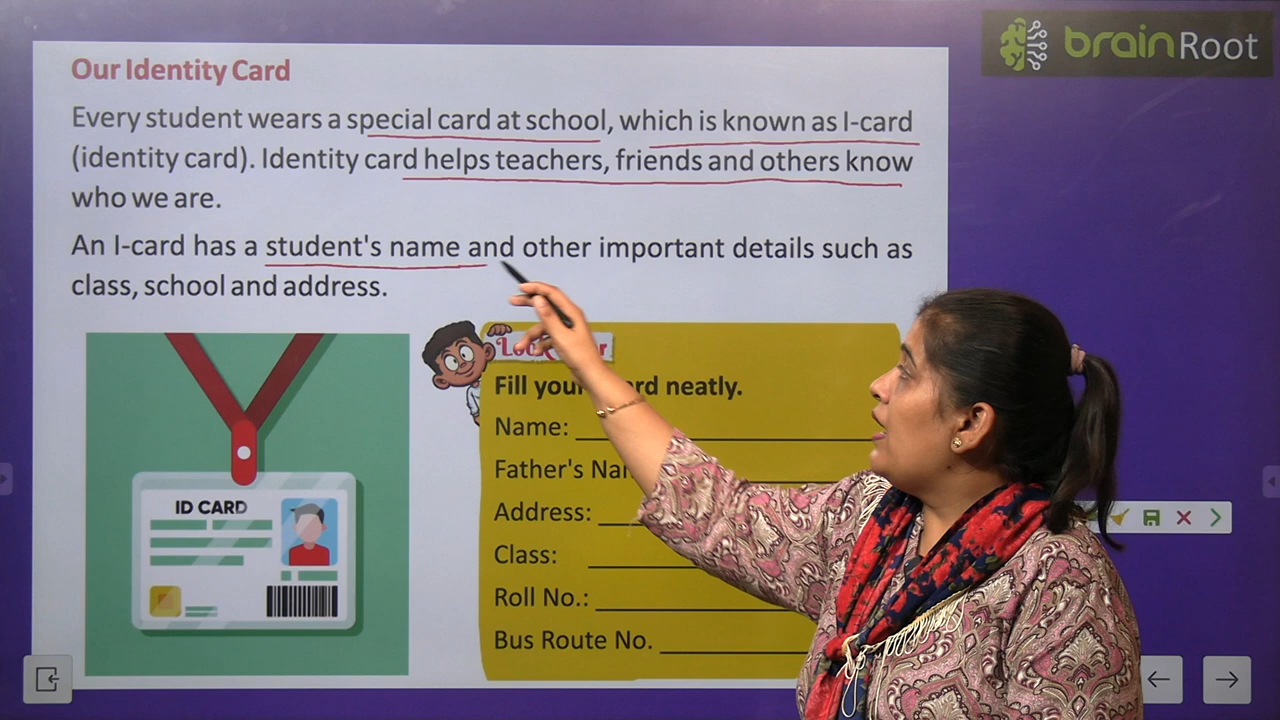 brainRoot
Our Identity Card
Every student wears a special card at school, which is known as I-card
(identity card). Identity card helps teachers, friends and others know
who we are.
An I-card has a student's name and other important details such as
class, school and address.
ID CARD
Fill your neatly.
Name:
Father's
Address:
Class:
Roll No.:
Bus Route No.